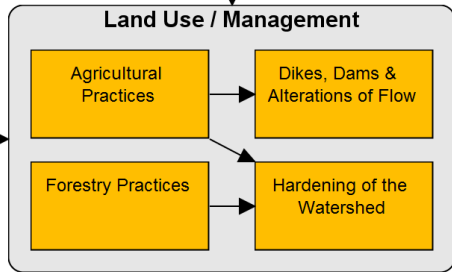 Land Use / Management
Agricultural
Practices
Dikes, Dams &
Alterations of Flow
Forestry Practices
Hardening of the
Watershed